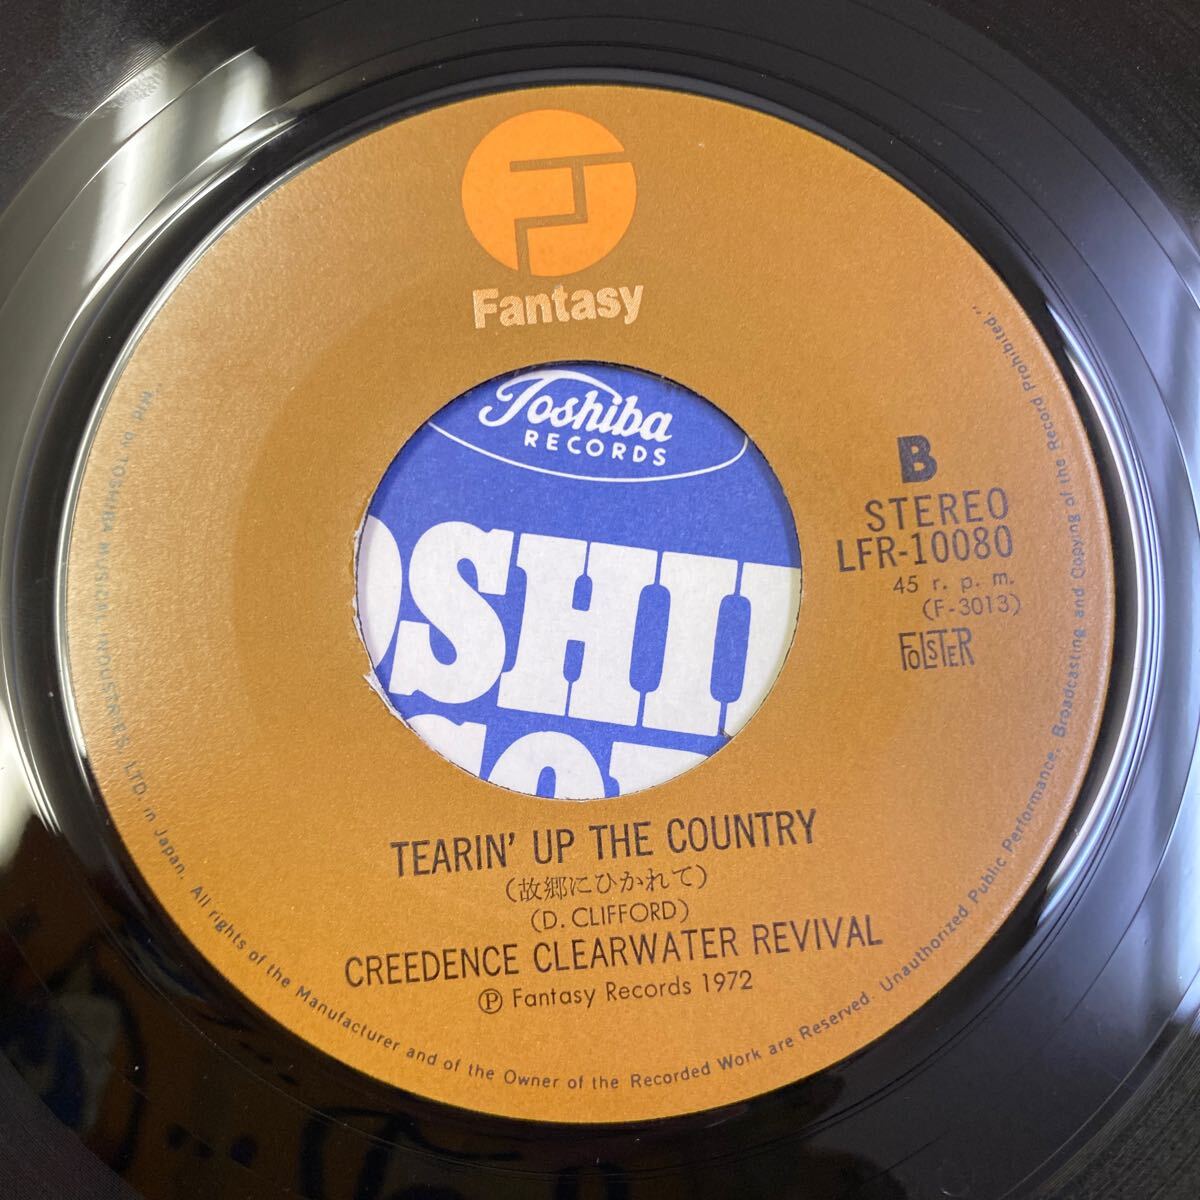 Fantasy
Toshiba
RECORDS
OSHI
B
STEREO
LFR-10080
45 r. p. m.
(F-3013)
FOLSTER
TEARIN' UP THE COUNTRY
(故郷にひかれて)
(D. CLIFFORD)
CREEDENCE CLEARWATER REVIVAL
Ⓟ Fantasy Records 1972
"Mfd. by TOSHIBA MUSICAL INDUSTRIES, LTD. in Japan. All rights of the Manufacturer and of the Owner of the Recorded Work are Reserved. Unauthorized Public Performance, Broadcasting and Copying of the Record Prohibited."